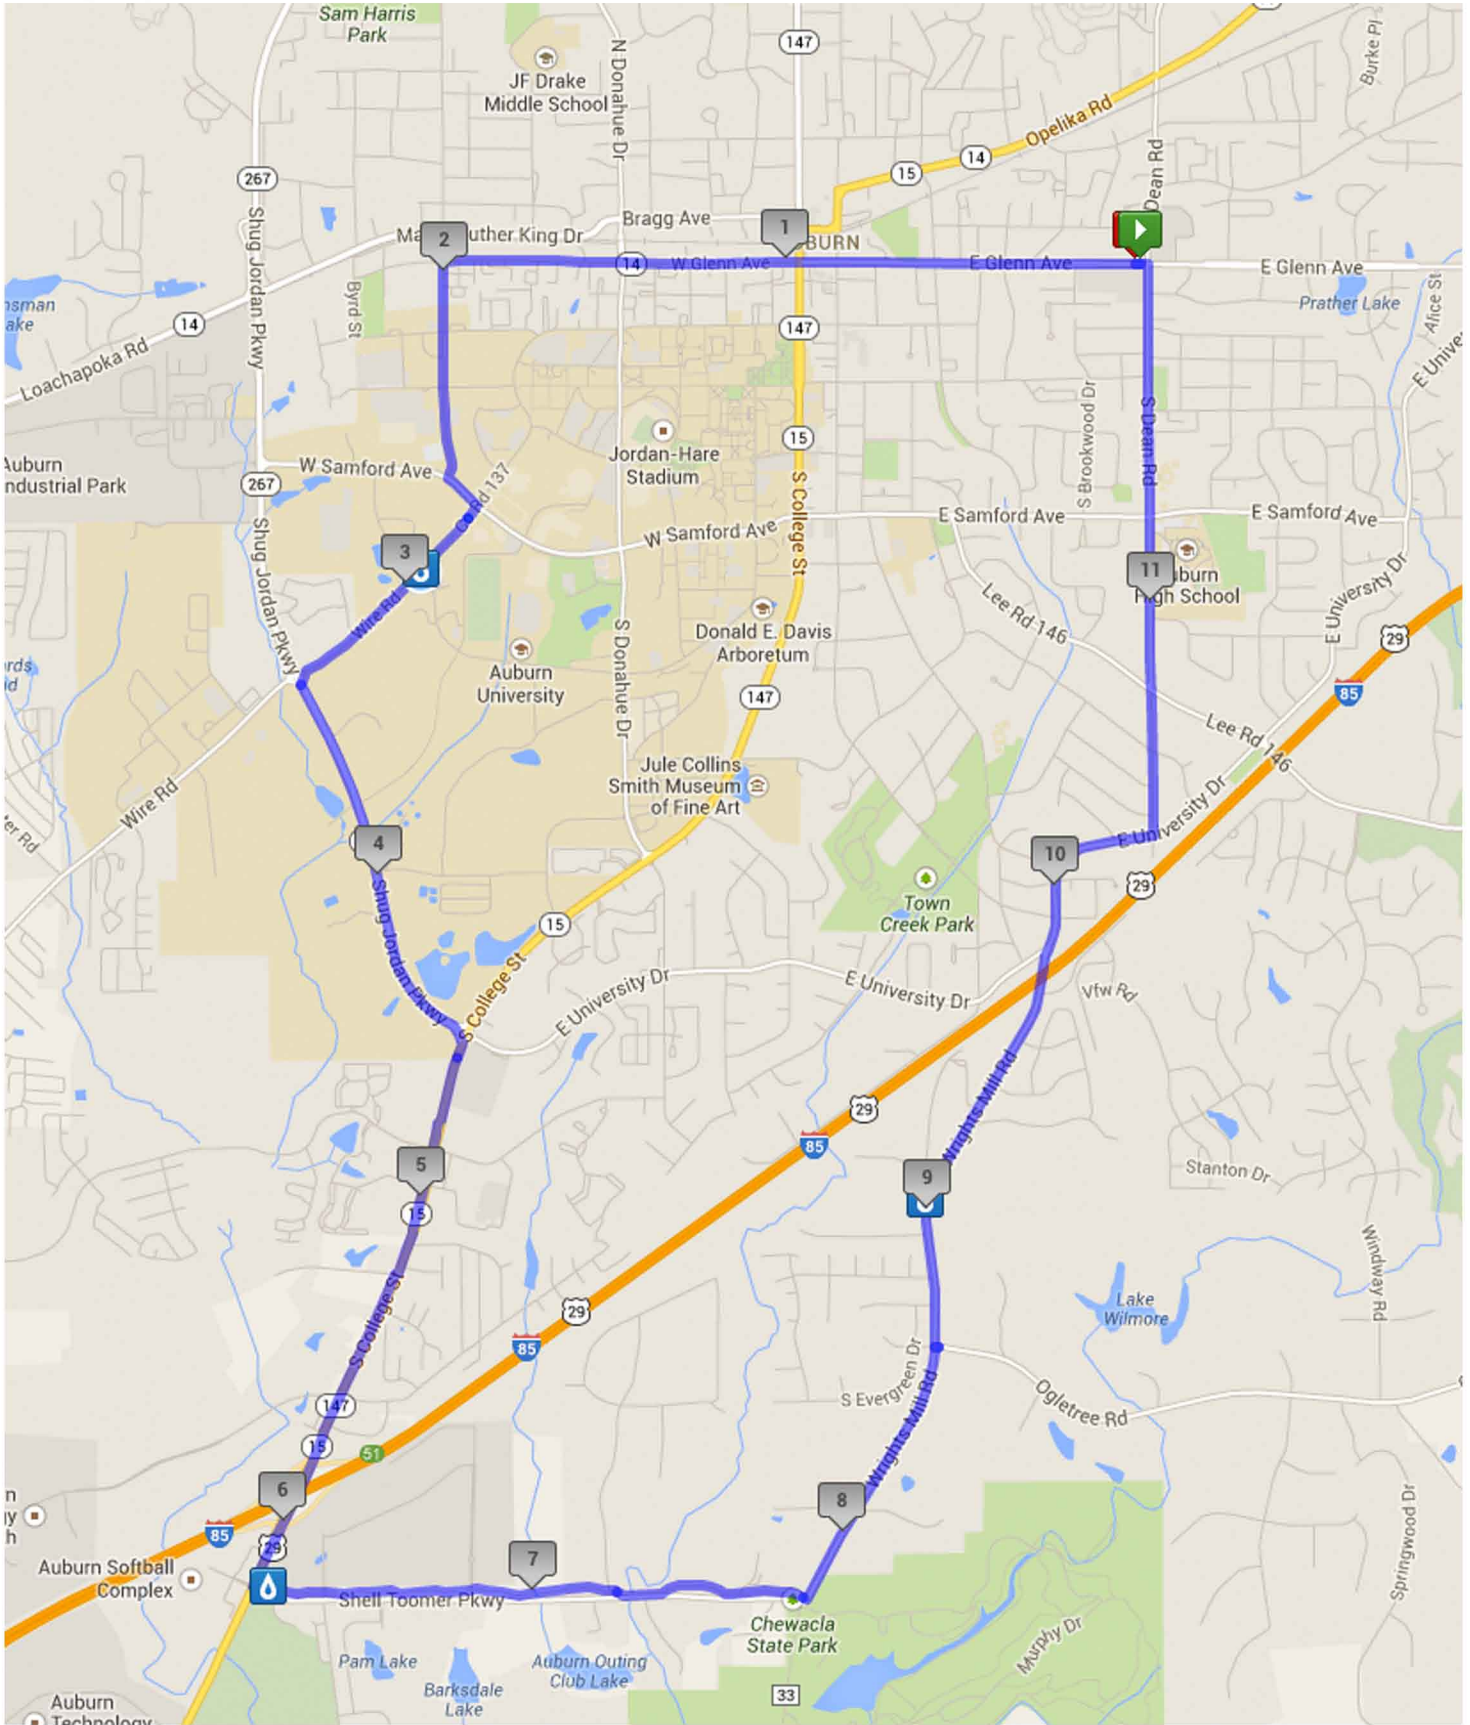 Sam Harris
Park
147
JF Drake
Middle School
N Donahue Dr
Burke Pl
Opelika Rd
14
15
Dean Rd
267
Shug Jordan Pkwy
Bragg Ave
1
2
uther King Dr
BURN
14
W Glenn Ave
E Glenn Ave
E Glenn Ave
Prather Lake
Alice St
Byrd St
14
Loachapoka Rd
147
S Brookwood Dr
S Dean Rd
Jordan-Hare
Stadium
15
Auburn
ndustrial Park
W Samford Ave
267
Co Rd 137
S College St
W Samford Ave
E Samford Ave
E Samford Ave
3
Shug Jordan Pkwy
Wire Rd
11
uburn
High School
E University Dr
Lee Rd 146
29
85
Donald E. Davis
Arboretum
S Donahue Dr
Auburn
University
147
Lee Rd 146
Jule Collins
Smith Museum
of Fine Art
Wire Rd
4
10
E University Dr
29
Town
Creek Park
Shug Jordan Pkwy
15
S College St
E University Dr
E University Dr
Vfw Rd
Wrights Mill Rd
29
85
5
15
9
Stanton Dr
Windway Rd
Lake
Wilmore
S College St
29
85
S Evergreen Dr
Wrights Mill Rd
Ogletree Rd
147
15
51
6
8
85
29
Springwood Dr
Auburn Softball
Complex
7
Shell Toomer Pkwy
Chewacla
State Park
Murphy Dr
Pam Lake
Barksdale
Lake
Auburn Outing
Club Lake
33
Auburn
Technology